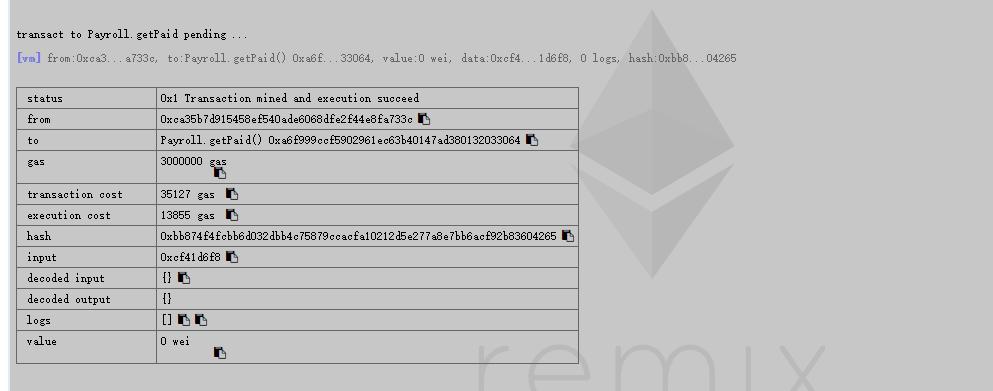 transact to Payroll.getPaid pending ...
[vm] from:0xca3...a733c, to:Payroll.getPaid() 0xa6f...33064, value:0 wei, data:0xcf4...1d6f8, 0 logs, hash:0xbb8...04265
status 0x1 Transaction mined and execution succeed
from 0xca35b7d915458ef540ade6068dfe2f44e8fa733c
to Payroll.getPaid() 0xa6f999ccf5902961ec63b40147ad380132033064
gas 3000000 gas
transaction cost 35127 gas
execution cost 13855 gas
hash 0xbb874f4fcbb6d032dbb4c75879ccacfa10212d5e277a8e7bb6acf92b83604265
input 0xcf41d6f8
decoded input {}
decoded output {}
logs []
value 0 wei
remix